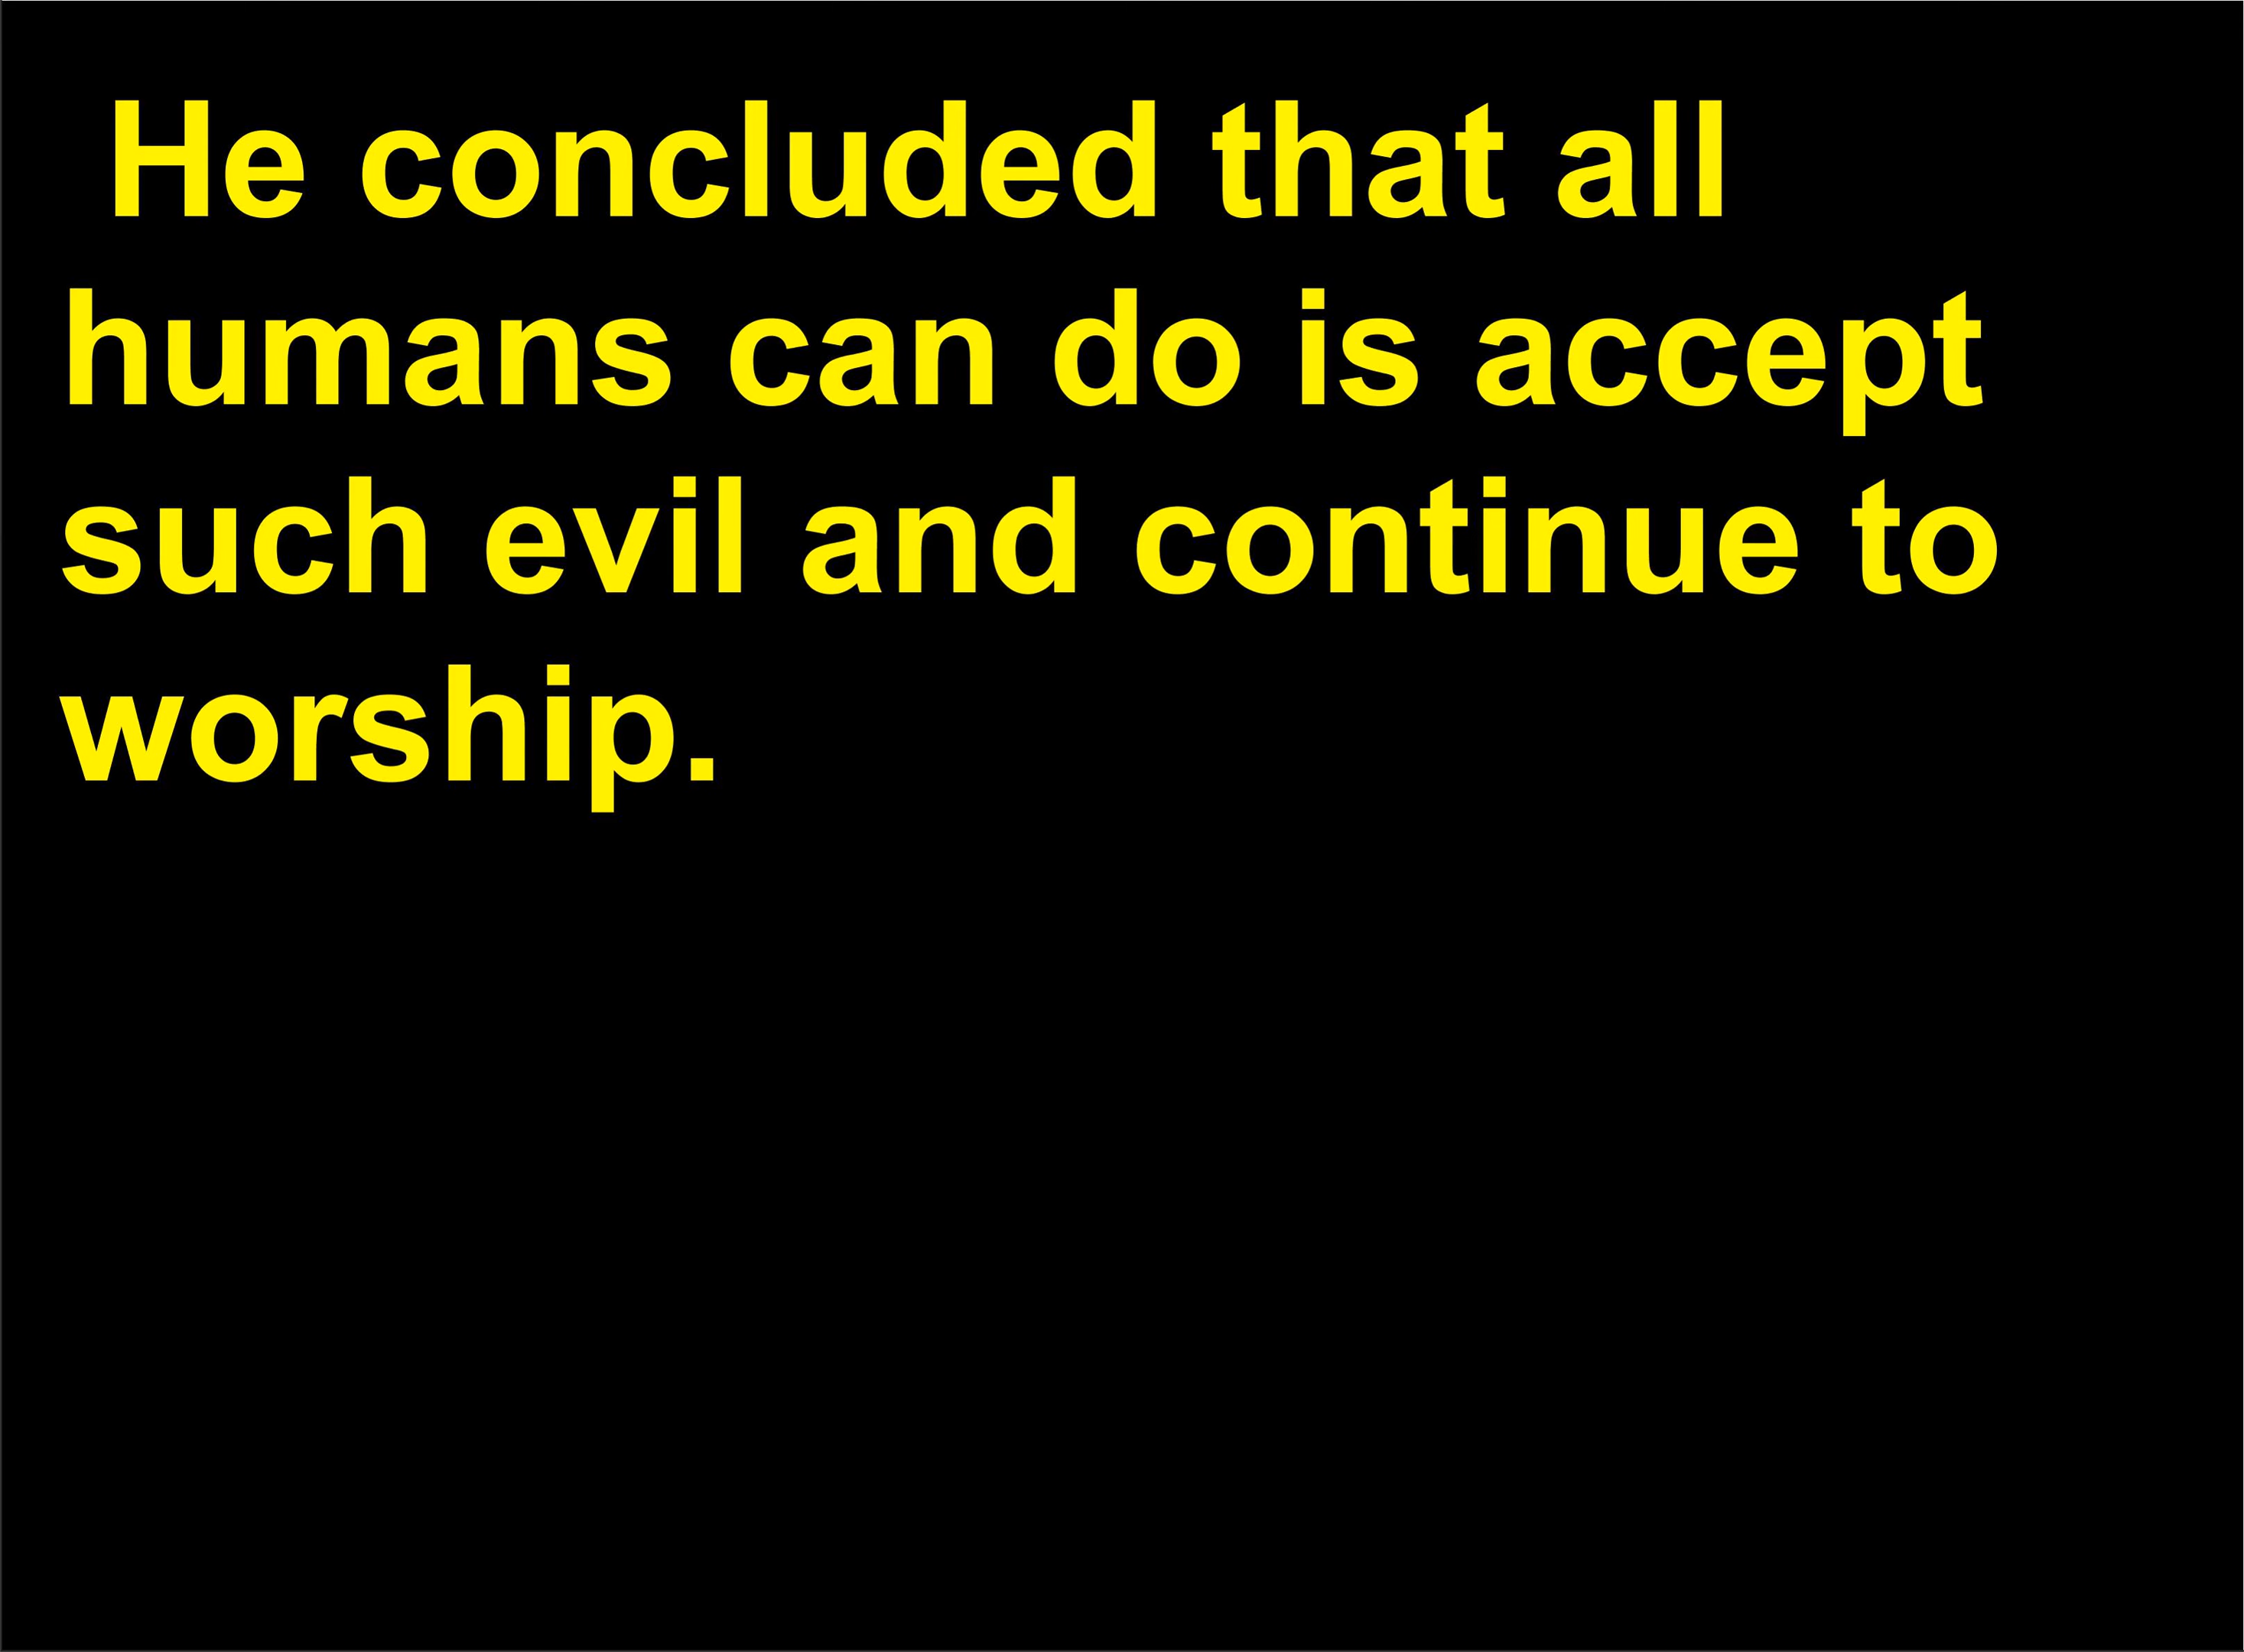 He concluded that all
humans can do is accept
such evil and continue to
worship.